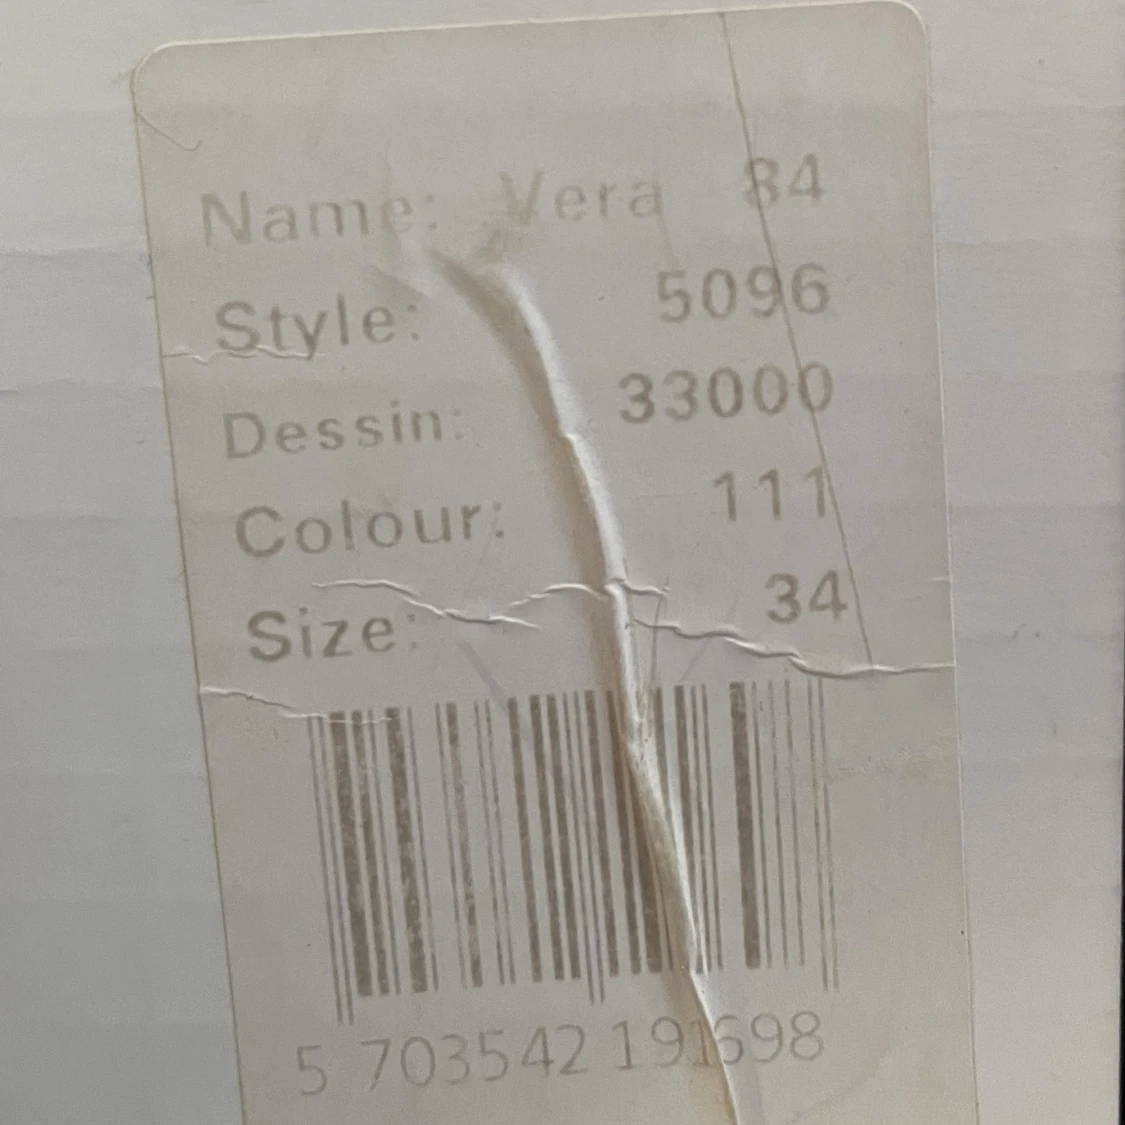 Name: Vera 84
Style: 5096
Dessin: 33000
Colour: 111
Size: 34
5 703542 191698